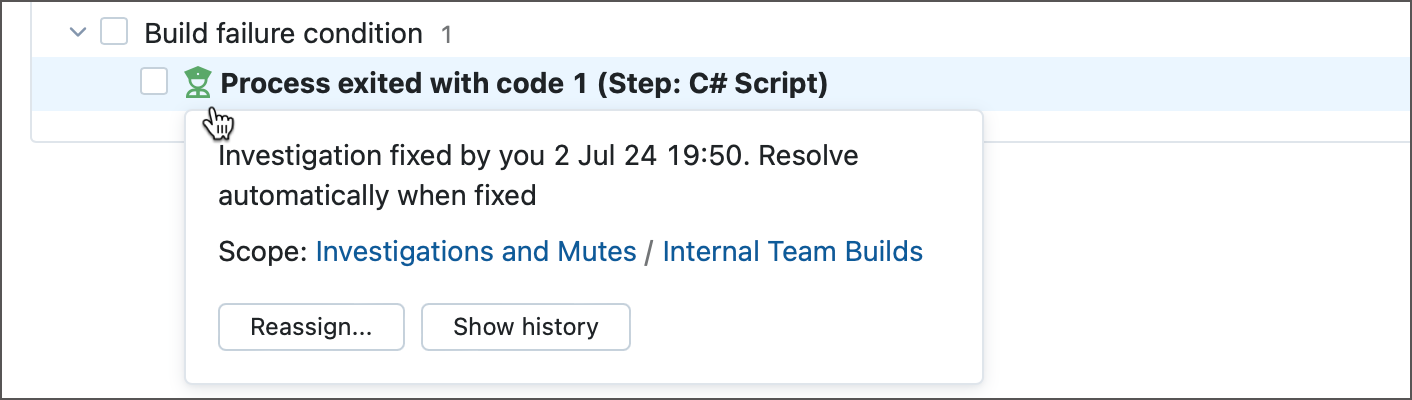 Build failure condition 1
Process exited with code 1 (Step: C# Script)
Investigation fixed by you 2 Jul 24 19:50. Resolve
automatically when fixed
Scope: Investigations and Mutes / Internal Team Builds
Reassign... Show history